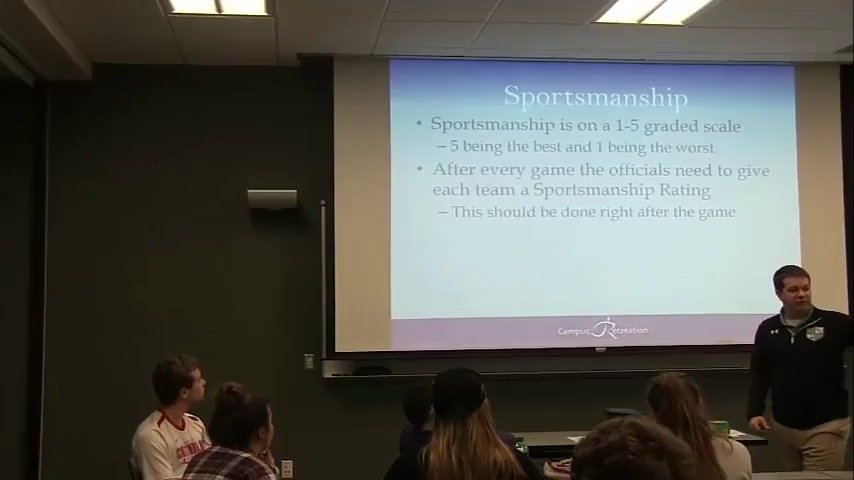 Sportsmanship
• Sportsmanship is on a 1-5 graded scale
– 5 being the best and 1 being the worst
• After every game the officials need to give
each team a Sportsmanship Rating
– This should be done right after the game
Campus Recreation